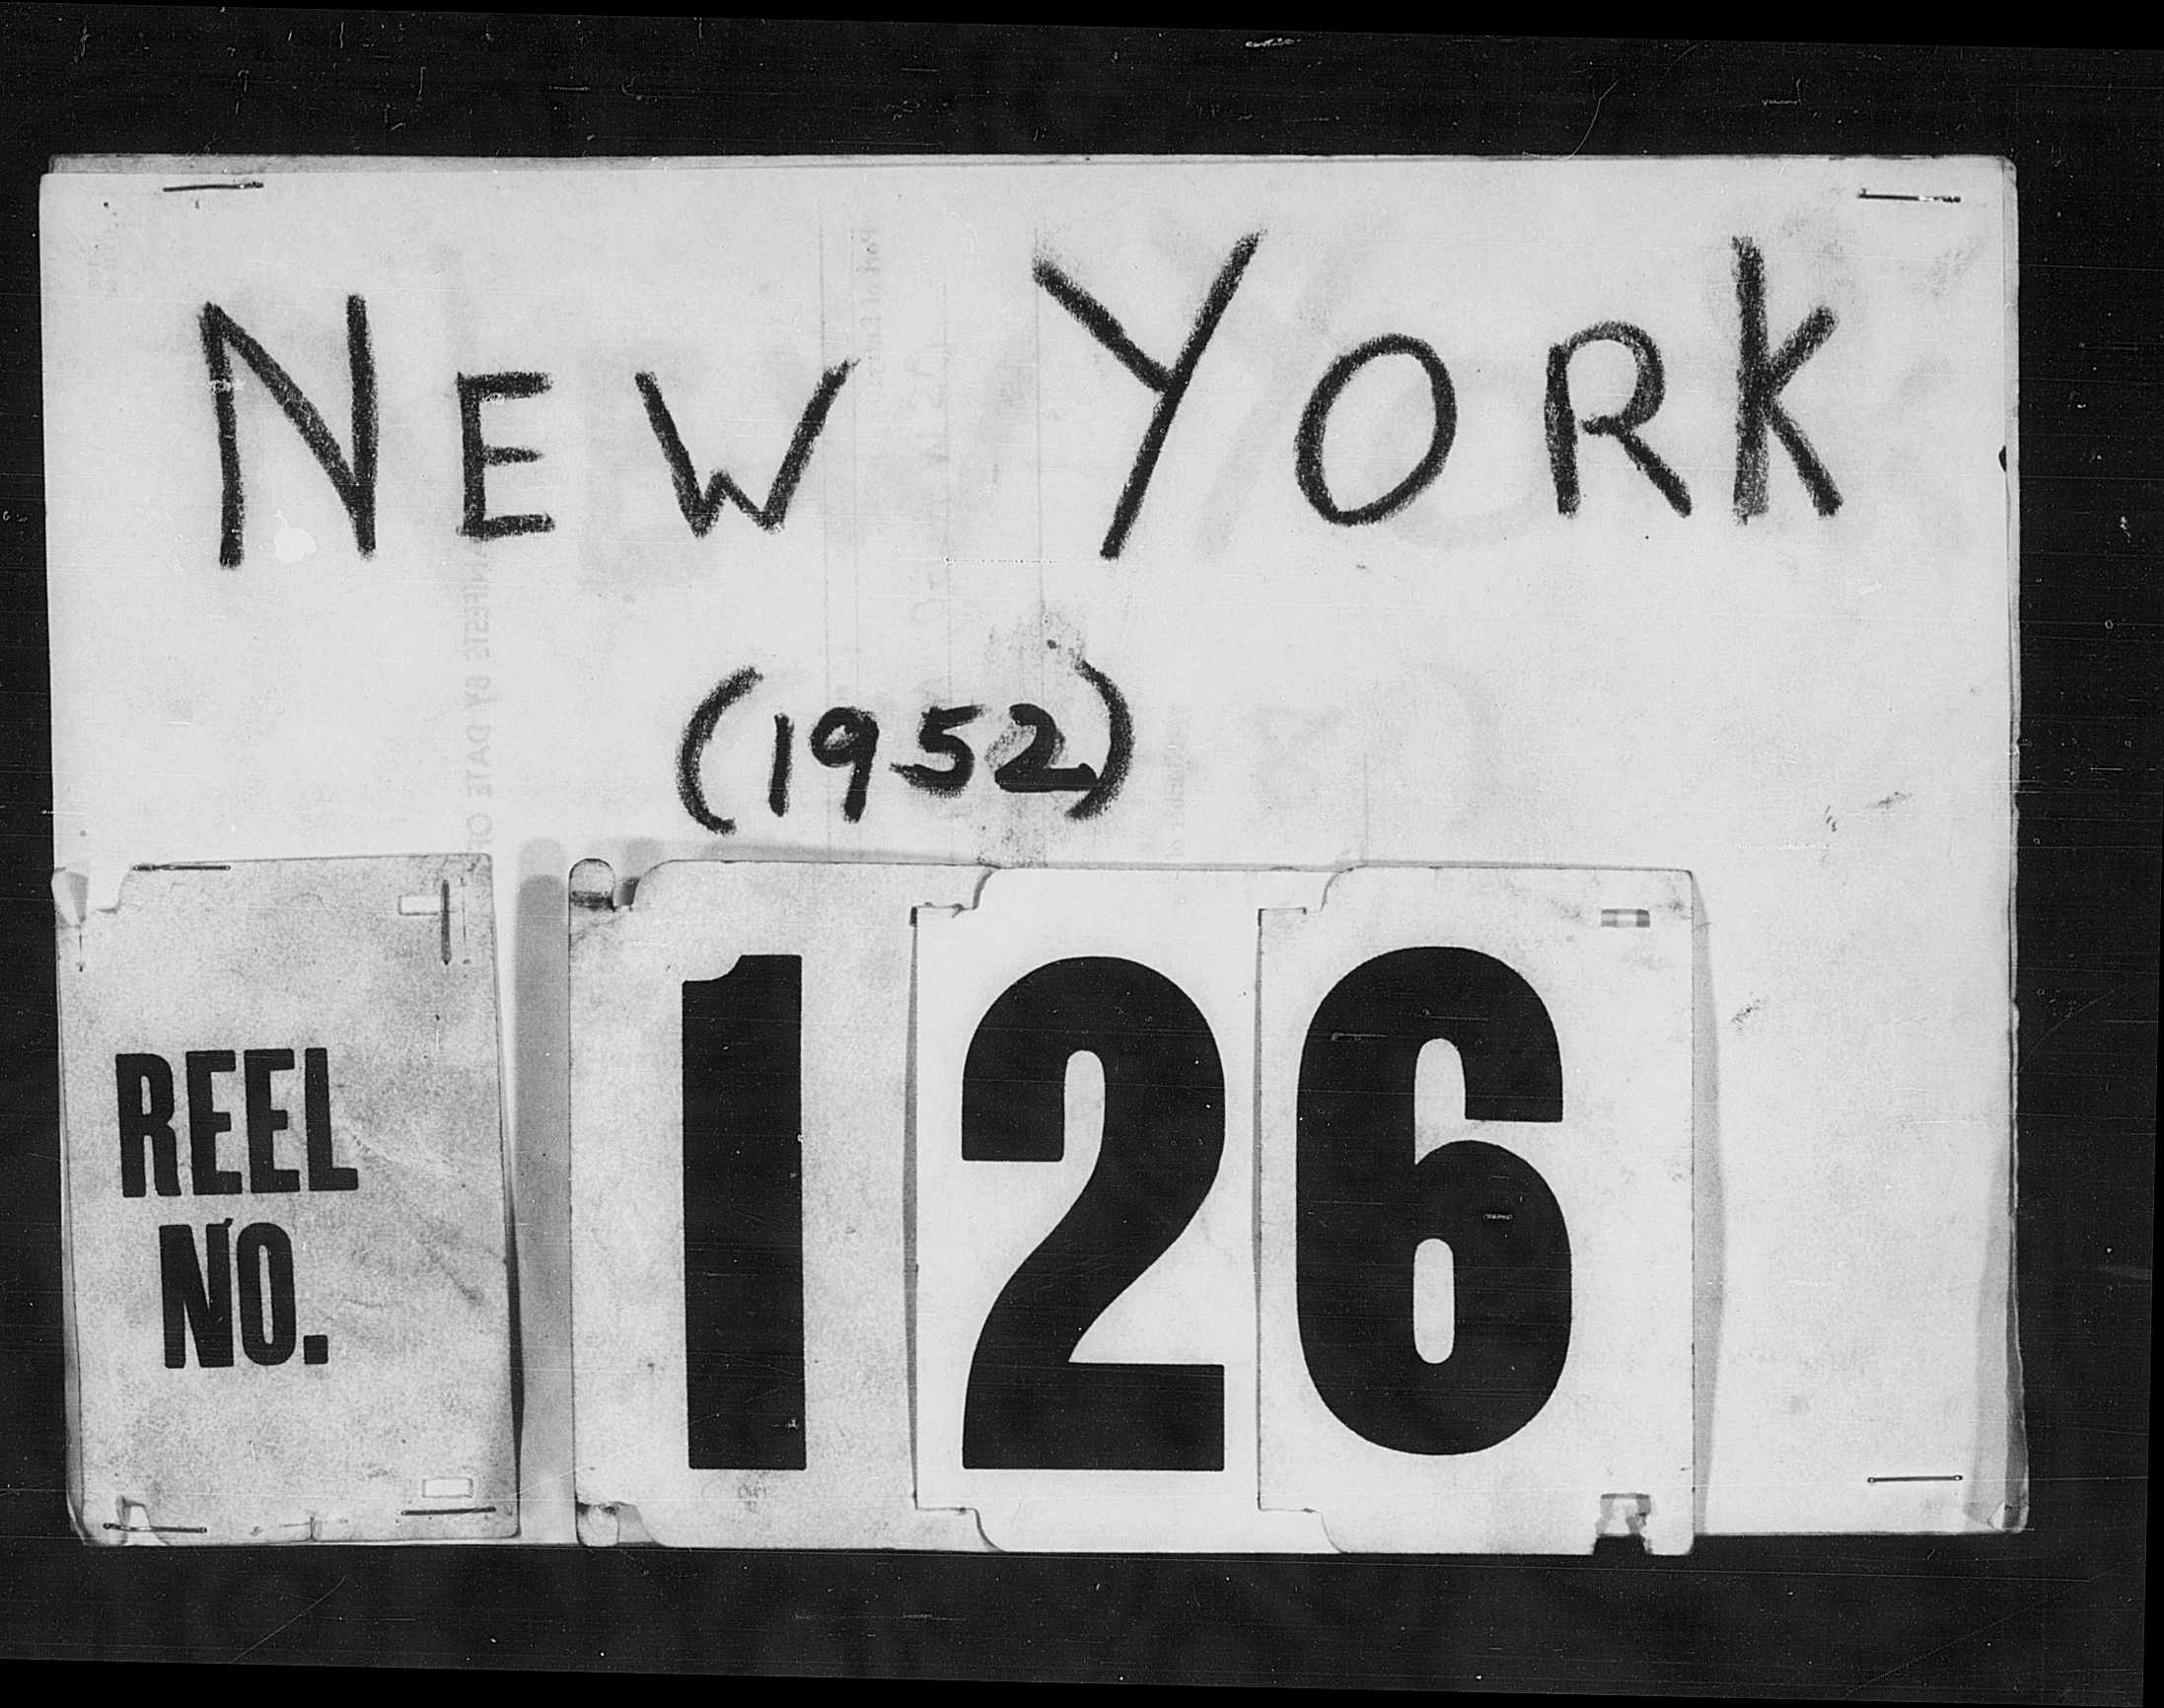 NEW YORK
(1952)
REEL
NO.
126